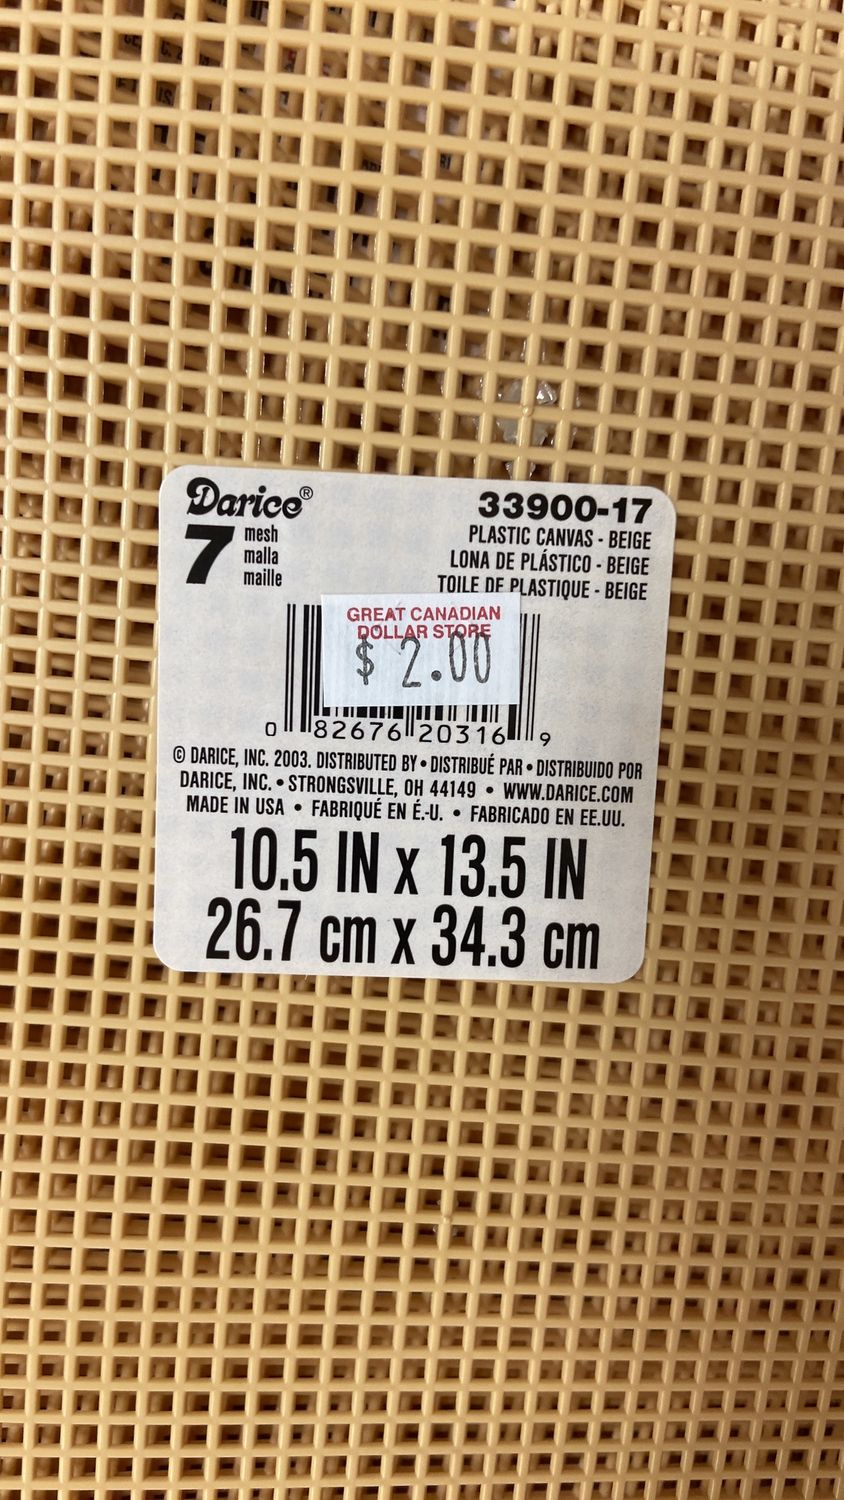 Darice®
7 mesh
malla
maille
33900-17
PLASTIC CANVAS - BEIGE
LONA DE PLÁSTICO - BEIGE
TOILE DE PLASTIQUE - BEIGE
GREAT CANADIAN
DOLLAR STORE
$ 2.00
0 82676 20316 9
© DARICE, INC. 2003. DISTRIBUTED BY • DISTRIBUÉ PAR • DISTRIBUIDO POR
DARICE, INC. • STRONGSVILLE, OH 44149 • WWW.DARICE.COM
MADE IN USA • FABRIQUÉ EN É.-U. • FABRICADO EN EE.UU.
10.5 IN x 13.5 IN
26.7 cm x 34.3 cm